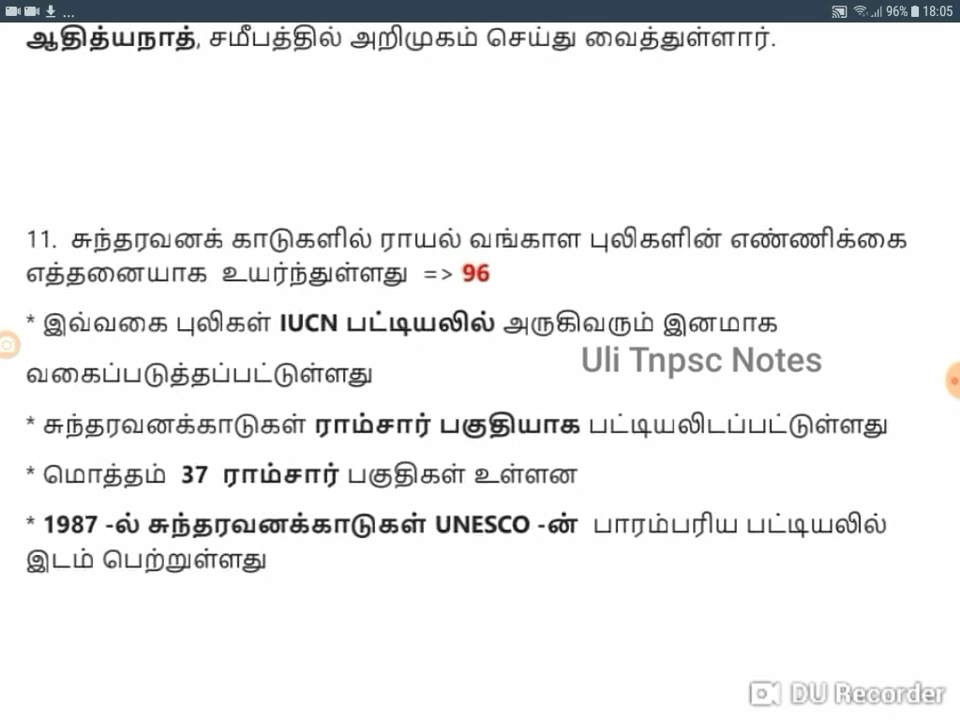 ... 96% 18:05
ஆதித்யநாத், சமீபத்தில் அறிமுகம் செய்து வைத்துள்ளார்.
11. சுந்தரவனக் காடுகளில் ராயல் வங்காள புலிகளின் எண்ணிக்கை
எத்தனையாக உயர்ந்துள்ளது => 96
* இவ்வகை புலிகள் IUCN பட்டியலில் அருகிவரும் இனமாக
Uli Tnpsc Notes
வகைப்படுத்தப்பட்டுள்ளது
* சுந்தரவனக்காடுகள் ராம்சார் பகுதியாக பட்டியலிடப்பட்டுள்ளது
* மொத்தம் 37 ராம்சார் பகுதிகள் உள்ளன
* 1987 -ல் சுந்தரவனக்காடுகள் UNESCO -ன் பாரம்பரிய பட்டியலில்
இடம் பெற்றுள்ளது
DU Recorder